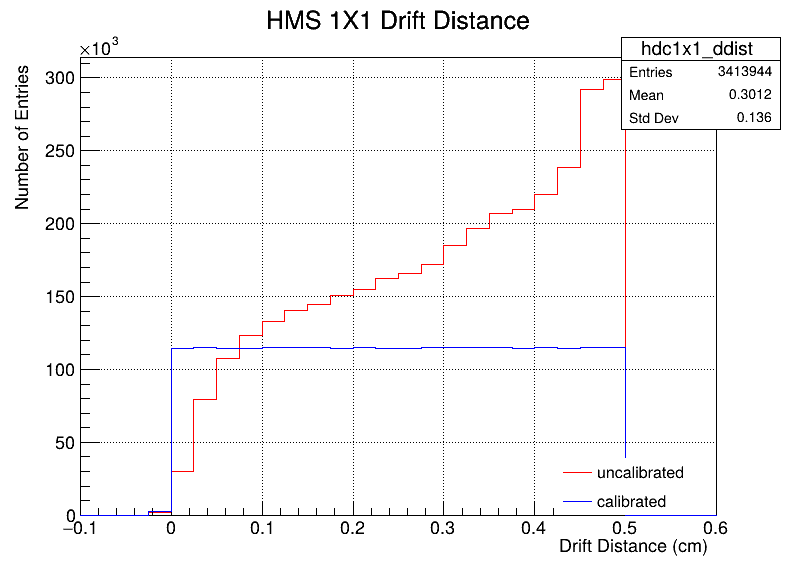 HMS 1X1 Drift Distance
×10³
hdc1x1_ddist
Entries 3413944
Mean 0.3012
Std Dev 0.136
Number of Entries
300
250
200
150
100
50
0
uncalibrated
calibrated
−0.1 0 0.1 0.2 0.3 0.4 0.5 0.6
Drift Distance (cm)